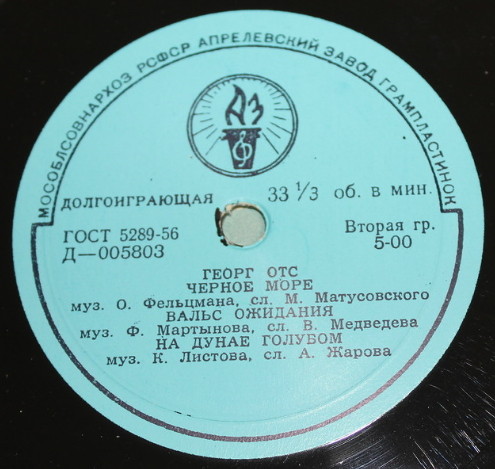 МОСОБЛСОВНАРХОЗ РСФСР АПРЕЛЕВСКИЙ ЗАВОД ГРАМПЛАСТИНОК
АЗ
ДОЛГОИГРАЮЩАЯ 33 1/3 об. в мин.
ГОСТ 5289-56 Вторая гр.
Д—005803 5-00
ГЕОРГ ОТС
ЧЕРНОЕ МОРЕ
муз. О. Фельцмана, сл. М. Матусовского
ВАЛЬС ОЖИДАНИЯ
муз. Ф. Мартынова, сл. В. Медведева
НА ДУНАЕ ГОЛУБОМ
муз. К. Листова, сл. А. Жарова